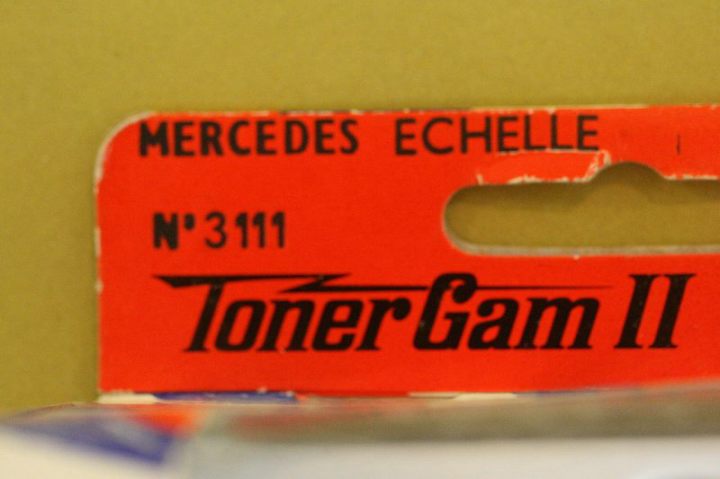 MERCEDES ECHELLE
N° 3111
TonerGam II